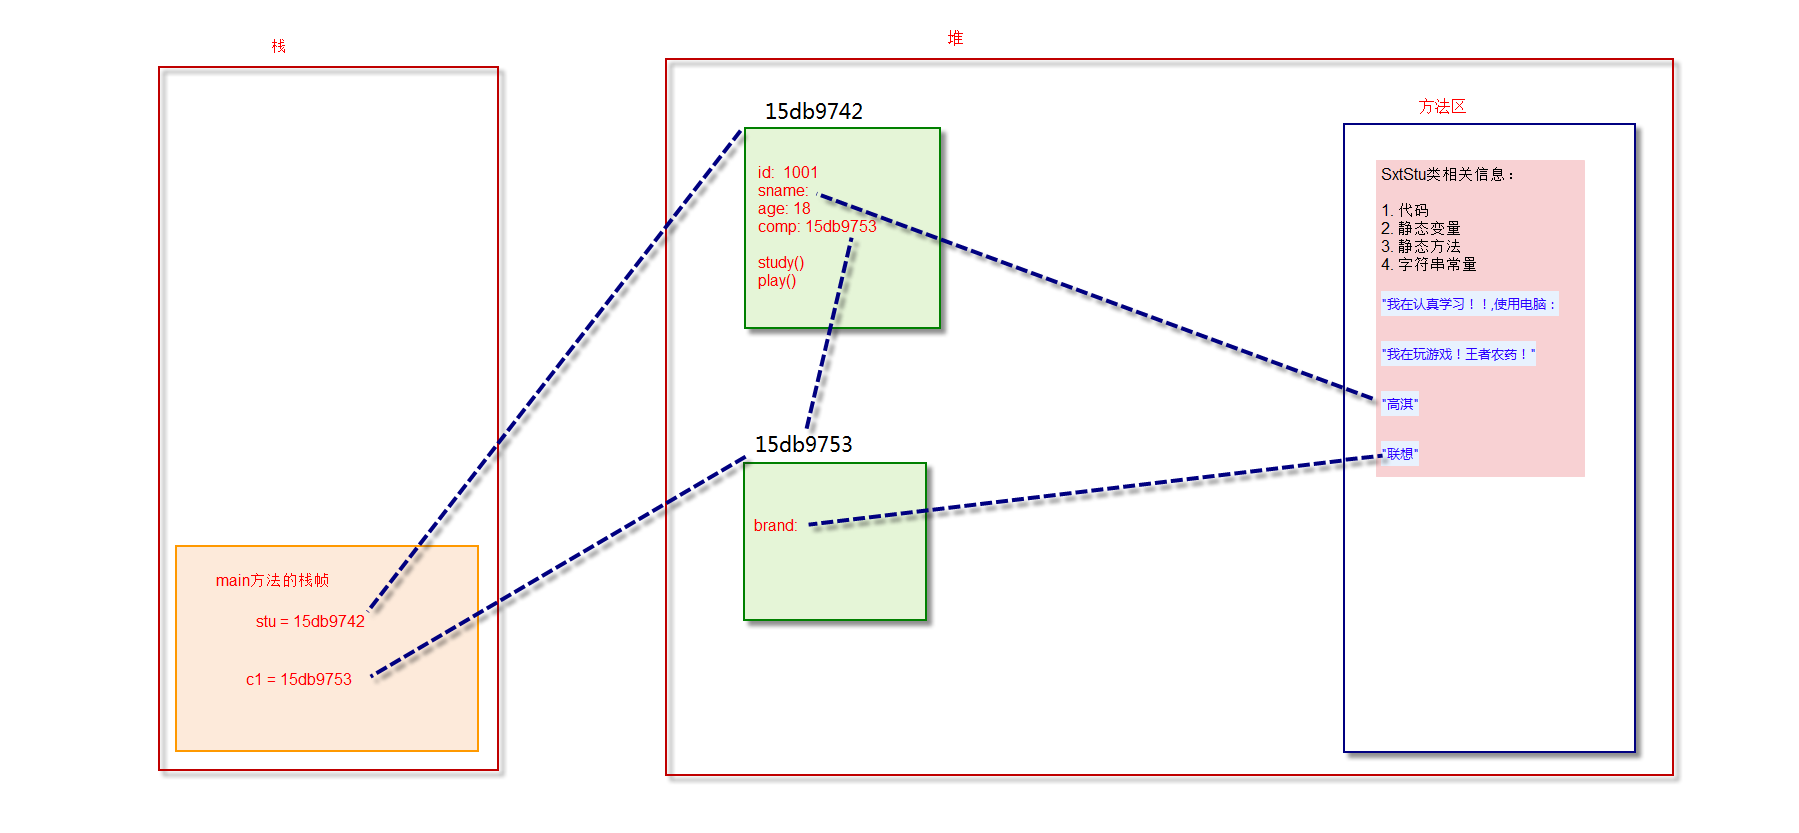 栈
main方法的栈帧
stu = 15db9742
c1 = 15db9753
堆
15db9742
id:  1001
sname:
age: 18
comp: 15db9753
study()
play()
15db9753
brand:
方法区
SxtStu类相关信息：
1. 代码
2. 静态变量
3. 静态方法
4. 字符串常量
"我在认真学习！！,使用电脑：
"我在玩游戏！王者农药！"
"高淇"
"联想"